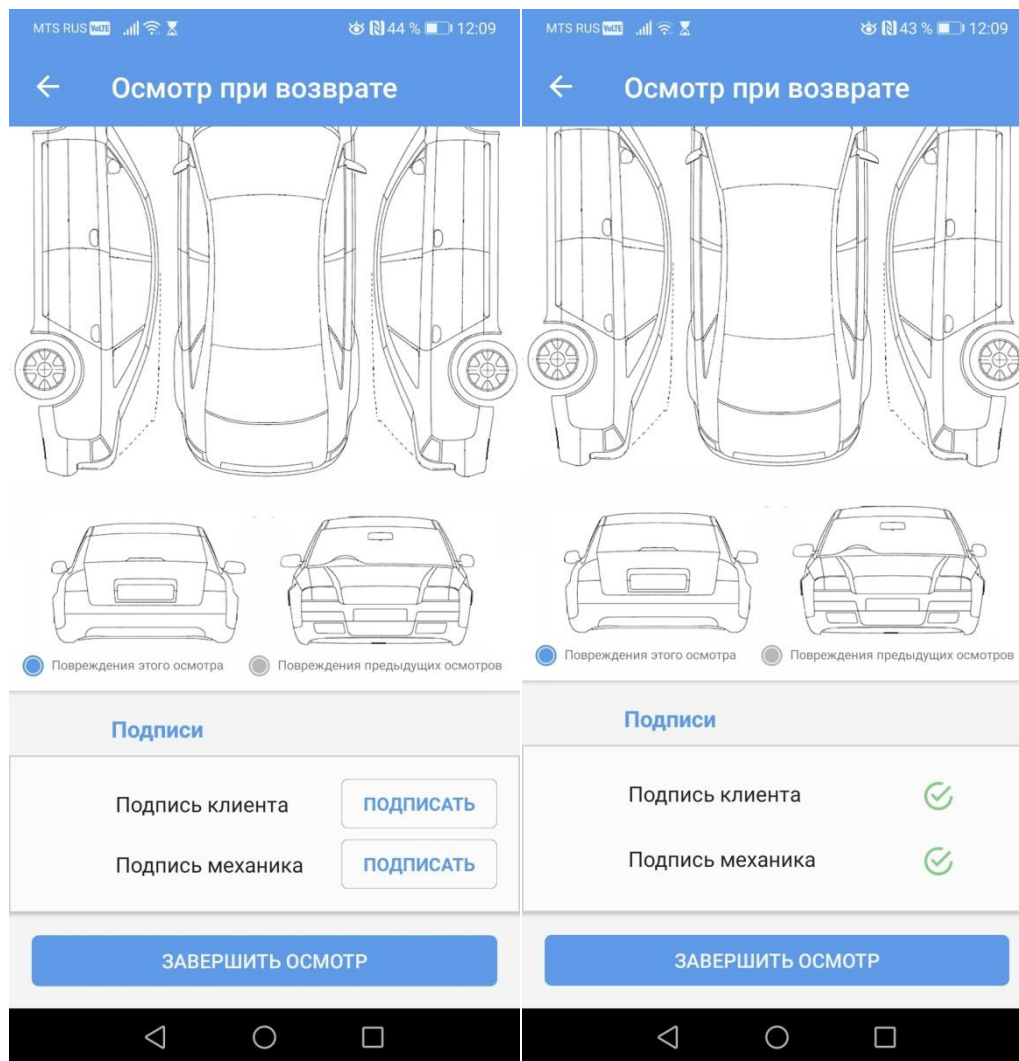 MTS RUS VoLTE 44 % 12:09
Осмотр при возврате
Повреждения этого осмотра Повреждения предыдущих осмотров
Подписи
Подпись клиента ПОДПИСАТЬ
Подпись механика ПОДПИСАТЬ
ЗАВЕРШИТЬ ОСМОТР
MTS RUS VoLTE 43 % 12:09
Осмотр при возврате
Повреждения этого осмотра Повреждения предыдущих осмотров
Подписи
Подпись клиента
Подпись механика
ЗАВЕРШИТЬ ОСМОТР